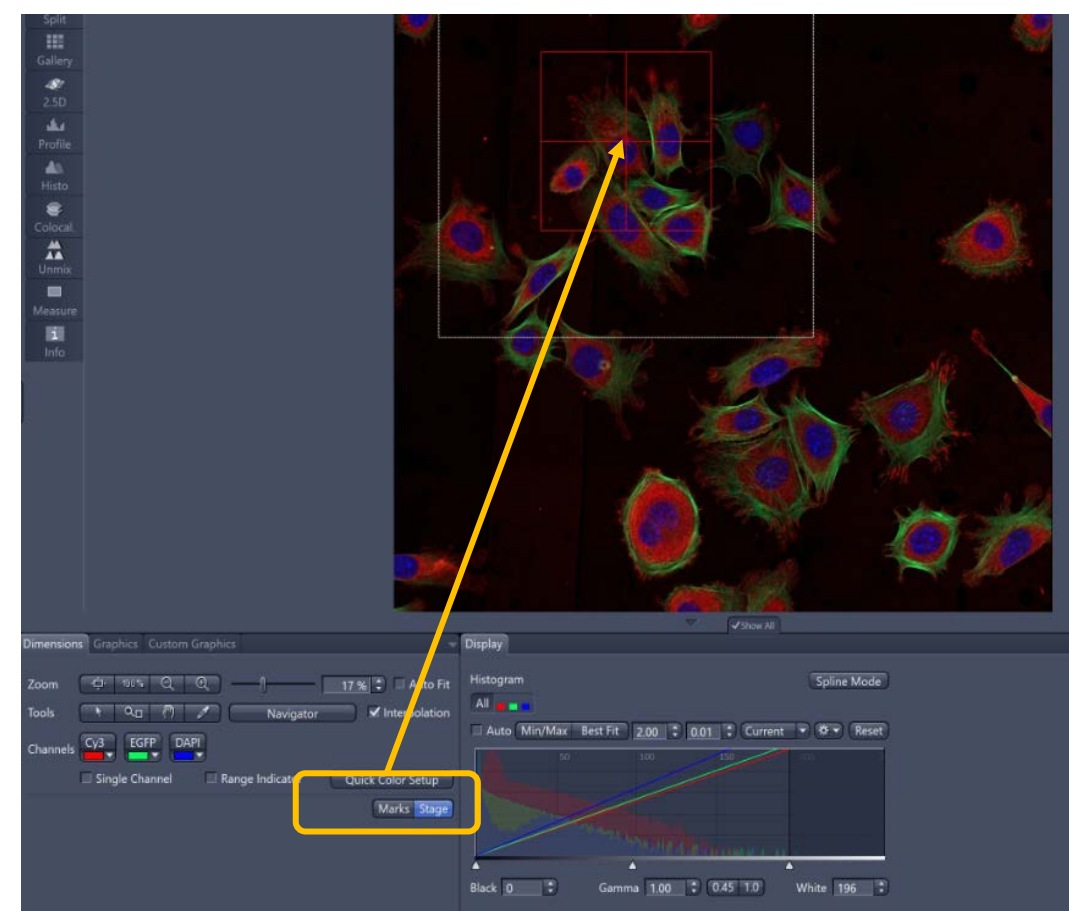 Split
Gallery
2.5D
Profile
Histo
Colocal.
Unmix
Measure
i
Info
Show All
Dimensions Graphics Custom Graphics
Zoom 100% 17 % Auto Fit
Tools Navigator Interpolation
Channels Cy3 EGFP DAPI
Single Channel Range Indicator Quick Color Setup
Marks Stage
Display
Histogram Spline Mode
All
Auto Min/Max Best Fit 2.00 0.01 Current Reset
50 100 150 200
Black 0 Gamma 1.00 0.45 1.0 White 196